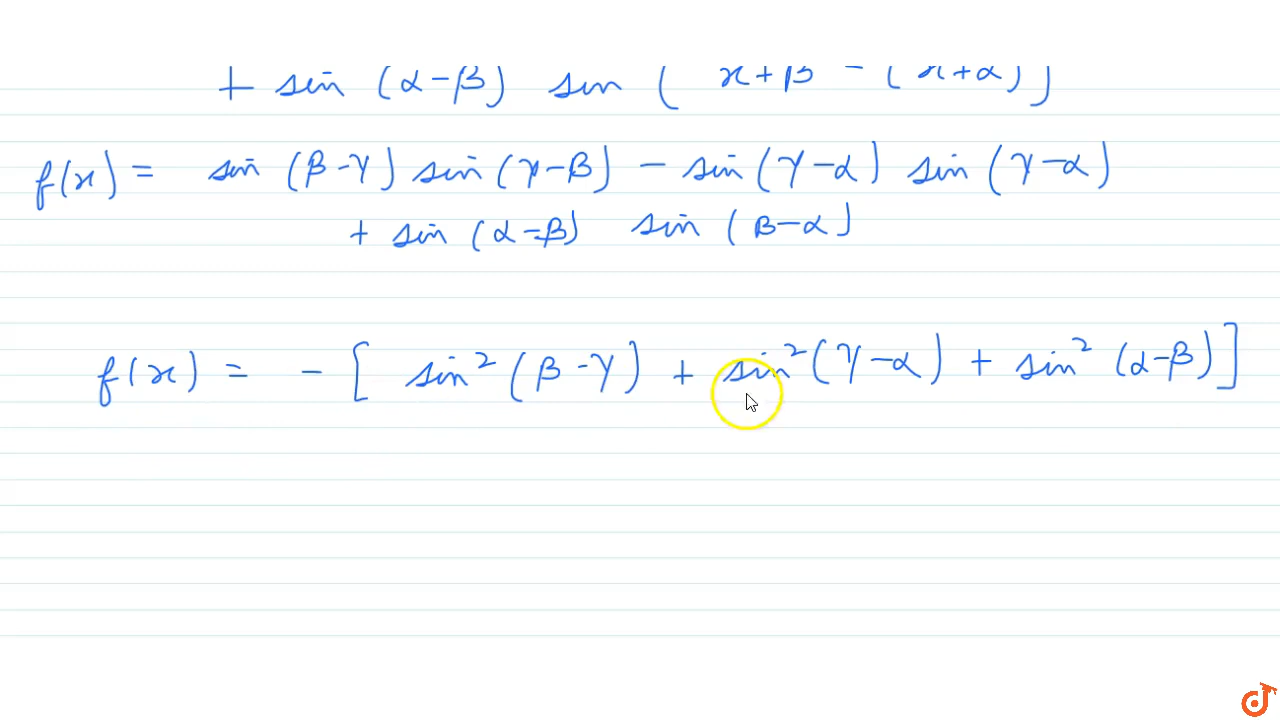 + sin (α-β) sin ( x+β - (x+α))
f(x) = sin (β-γ) sin (γ-β) - sin (γ-α) sin (γ-α)
+ sin (α-β) sin (β-α)
f(x) = - [ sin² (β-γ) + sin² (γ-α) + sin² (α-β) ]